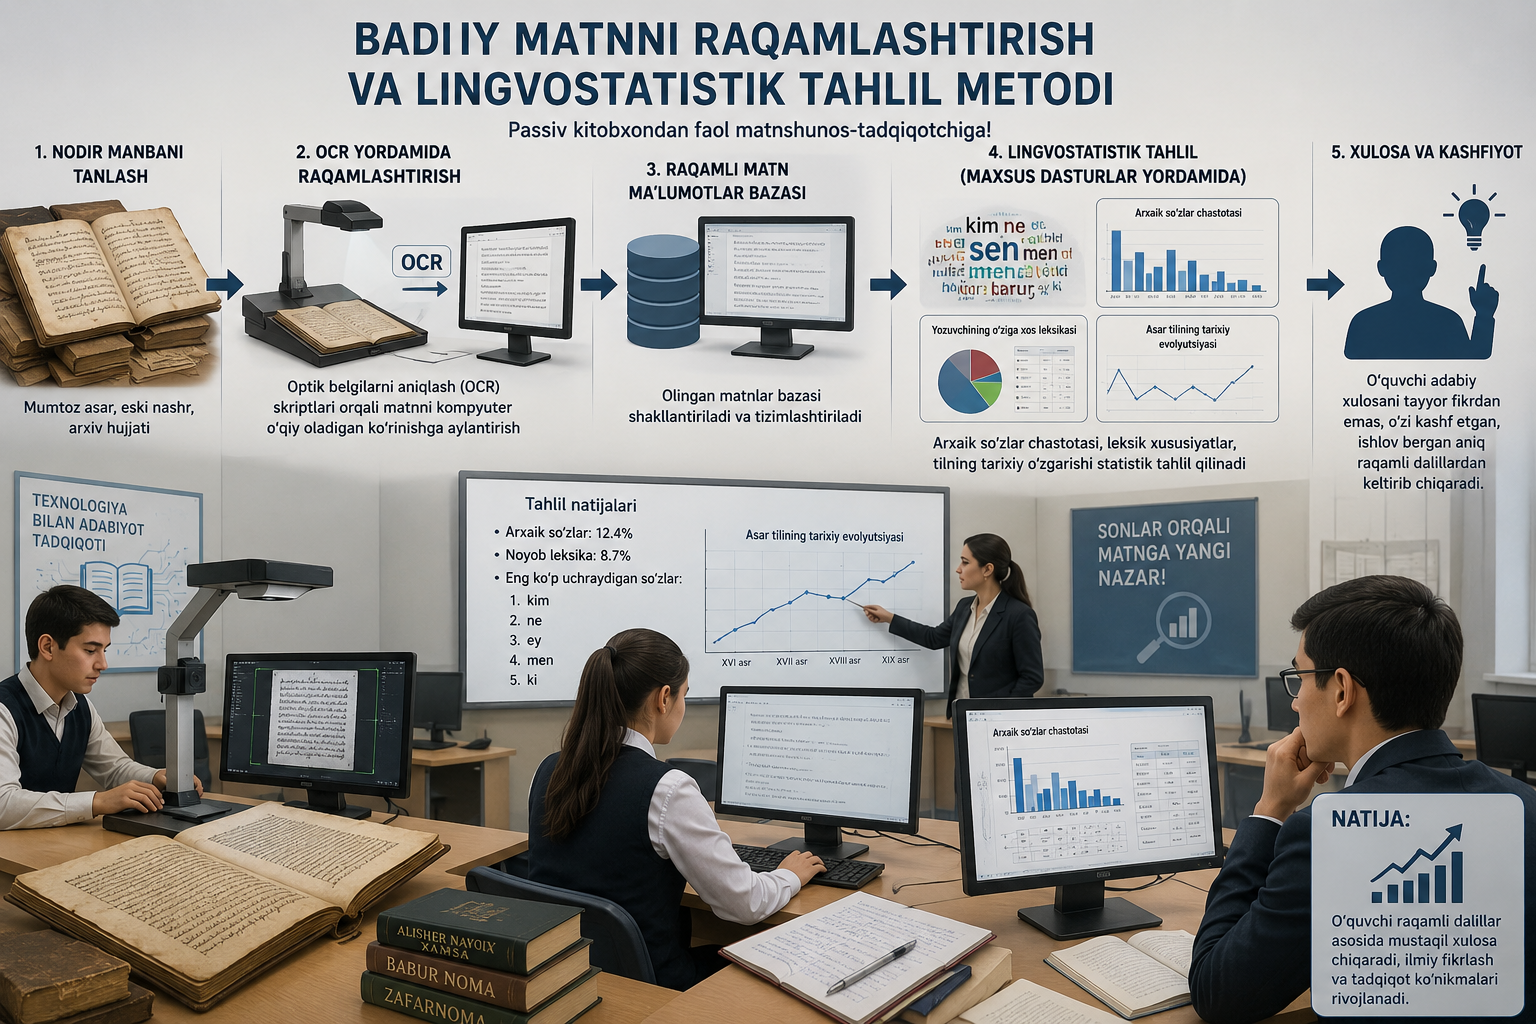 BADIIY MATNNI RAQAMLASHTIRISH
VA LINGVOSTATISTIK TAHLIL METODI
Passiv kitobxondan faol matnshunos-tadqiqotchiga!
1. NODIR MANBANI
TANLASH
Mumtoz asar, eski nashr,
arxiv hujjati
2. OCR YORDAMIDA
RAQAMLASHTIRISH
OCR
Optik belgilarni aniqlash (OCR)
skriptlari orqali matnni kompyuter
o‘qiy oladigan ko‘rinishga aylantirish
3. RAQAMLI MATN
MA’LUMOTLAR BAZASI
Olingan matnlar bazasi
shakllantiriladi va tizimlashtiriladi
4. LINGVOSTATISTIK TAHLIL
(MAXSUS DASTURLAR YORDAMIDA)
kim ne
sen men
barur
ki
Arxaik so‘zlar chastotasi
Yozuvchining o‘ziga xos leksikasi
Asar tilining tarixiy
evolyutsiyasi
Arxaik so‘zlar chastotasi, leksik xususiyatlar,
tilning tarixiy o‘zgarishi statistik tahlil qilinadi
5. XULOSA VA KASHFIYOT
O‘quvchi adabiy
xulosani tayyor fikrdan
emas, o‘zi kashf etgan,
ishlov bergan aniq
raqamli dalillardan
keltirib chiqaradi.
TEXNOLOGIYA
BILAN ADABIYOT
TADQIQOTI
Tahlil natijalari
• Arxaik so‘zlar: 12.4%
• Noyob leksika: 8.7%
• Eng ko‘p uchraydigan so‘zlar:
1. kim
2. ne
3. ey
4. men
5. ki
Asar tilining tarixiy evolyutsiyasi
XVI asr XVII asr XVIII asr XIX asr
SONLAR ORQALI
MATNGA YANGI
NAZAR!
Arxaik so‘zlar chastotasi
ALISHER NAVOIX
XAMSA
BABUR NOMA
ZAFARNOMA
NATIJA:
O‘quvchi raqamli dalillar
asosida mustaqil xulosa
chiqaradi, ilmiy fikrlash
va tadqiqot ko‘nikmalari
rivojlanadi.